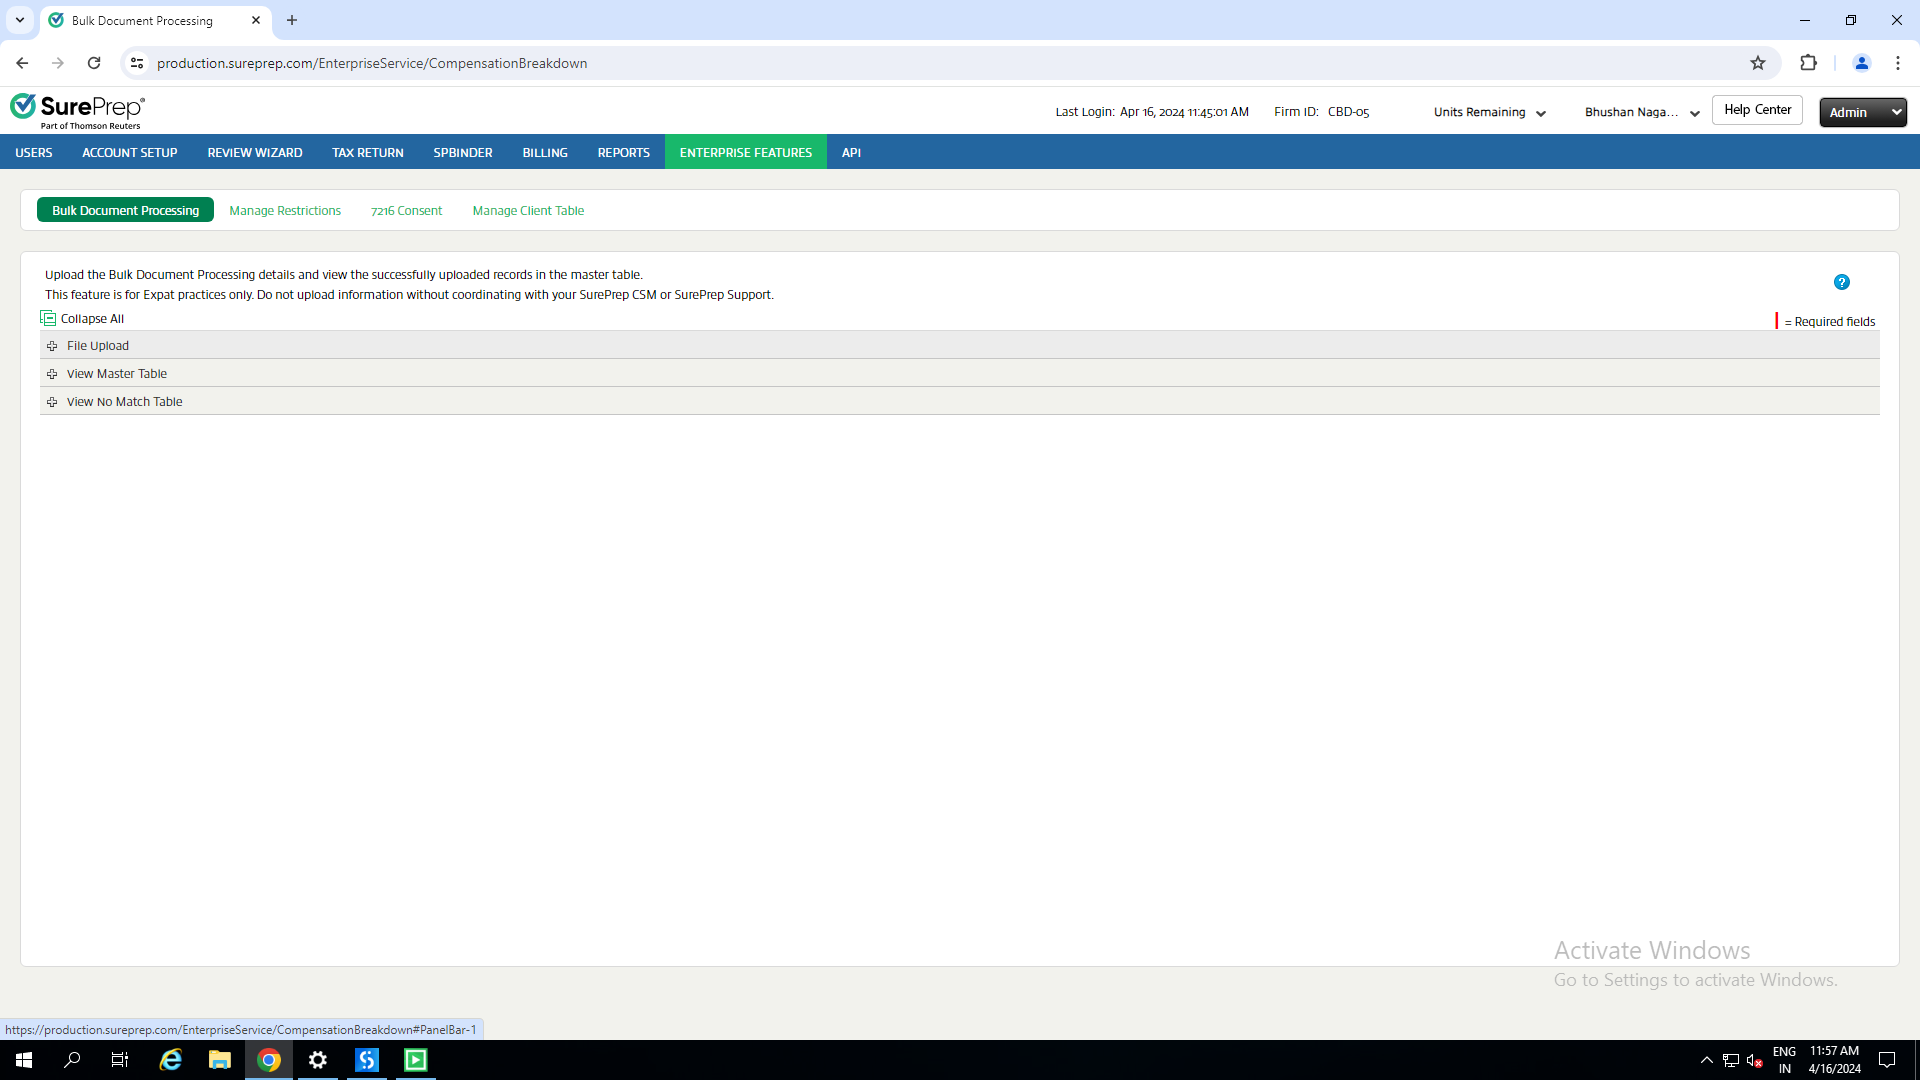 Bulk Document Processing
production.sureprep.com/EnterpriseService/CompensationBreakdown
SurePrep®
Part of Thomson Reuters
Last Login: Apr 16, 2024 11:45:01 AM Firm ID: CBD-05 Units Remaining Bhushan Naga... Help Center Admin
USERS ACCOUNT SETUP REVIEW WIZARD TAX RETURN SPBINDER BILLING REPORTS ENTERPRISE FEATURES API
Bulk Document Processing Manage Restrictions 7216 Consent Manage Client Table
Upload the Bulk Document Processing details and view the successfully uploaded records in the master table.
This feature is for Expat practices only. Do not upload information without coordinating with your SurePrep CSM or SurePrep Support.
Collapse All
= Required fields
File Upload
View Master Table
View No Match Table
Activate Windows
Go to Settings to activate Windows.
https://production.sureprep.com/EnterpriseService/CompensationBreakdown#PanelBar-1
ENG
IN
11:57 AM
4/16/2024